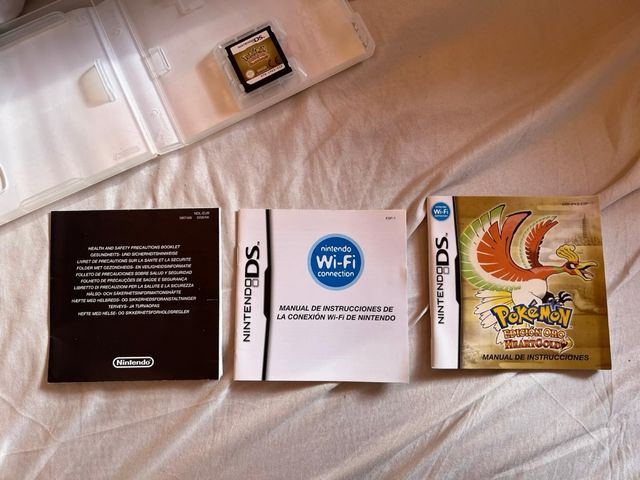 NINTENDO DS
POKÉMON
HEALTH AND SAFETY PRECAUTIONS BOOKLET
GESUNDHEITS- UND SICHERHEITSHINWEISE
LIVRET DE PRECAUTIONS SUR LA SANTE ET LA SECURITE
FOLDER MET GEZONDHEIDS- EN VEILIGHEIDSINFORMATIE
FOLLETO DE PRECAUCIONES SOBRE SALUD Y SEGURIDAD
FOLHETO DE PRECAUÇÕES DE SAÚDE E SEGURANÇA
LIBRETTO DI PRECAUZIONI PER LA SALUTE E LA SICUREZZA
HÄLSO- OCH SÄKERHETSINFORMATIONSHÄFTE
HÆFTE MED HELBREDS- OG SIKKERHEDSFORANSTALTNINGER
TERVEYS- JA TURVAOPAS
HEFTE MED HELSE- OG SIKKERHETSFORHOLDSREGLER
Nintendo
NINTENDO DS™
nintendo
Wi-Fi
connection
MANUAL DE INSTRUCCIONES DE
LA CONEXIÓN Wi-Fi DE NINTENDO
Wi-Fi
NINTENDO DS™
POKÉMON
EDICIÓN ORO
HEARTGOLD
MANUAL DE INSTRUCCIONES